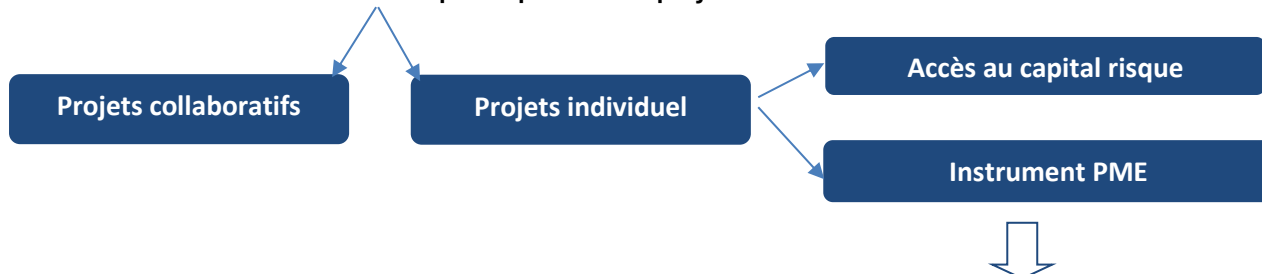 Accès au capital risque
Projets collaboratifs
Projets individuel
Instrument PME